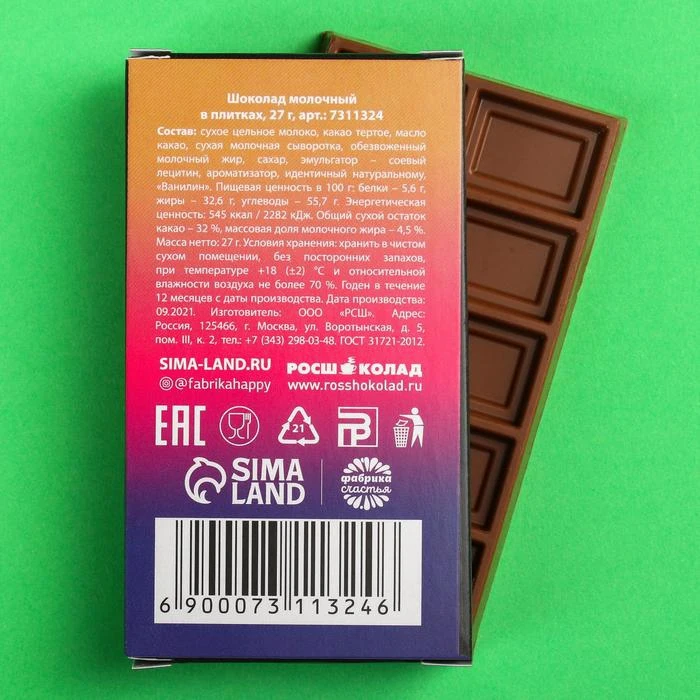 Шоколад молочный
в плитках, 27 г, арт.: 7311324
Состав: сухое цельное молоко, какао тертое, масло
какао, сухая молочная сыворотка, обезвоженный
молочный жир, сахар, эмульгатор – соевый
лецитин, ароматизатор, идентичный натуральному,
«Ванилин». Пищевая ценность в 100 г: белки – 5,6 г,
жиры – 32,6 г, углеводы – 55,7 г. Энергетическая
ценность: 545 ккал / 2282 кДж. Общий сухой остаток
какао – 32 %, массовая доля молочного жира – 4,5 %.
Масса нетто: 27 г. Условия хранения: хранить в чистом
сухом помещении, без посторонних запахов,
при температуре +18 (±2) °С и относительной
влажности воздуха не более 70 %. Годен в течение
12 месяцев с даты производства. Дата производства:
09.2021. Изготовитель: ООО «РСШ». Адрес:
Россия, 125466, г. Москва, ул. Воротынская, д. 5,
пом. III, к. 2, тел.: +7 (343) 298-03-48. ГОСТ 31721-2012.
SIMA-LAND.RU РОСШОКОЛАД
@fabrikahappy www.rosshokolad.ru
EAC 21 РВ
SIMA LAND фабрика счастья
6 900073 113246